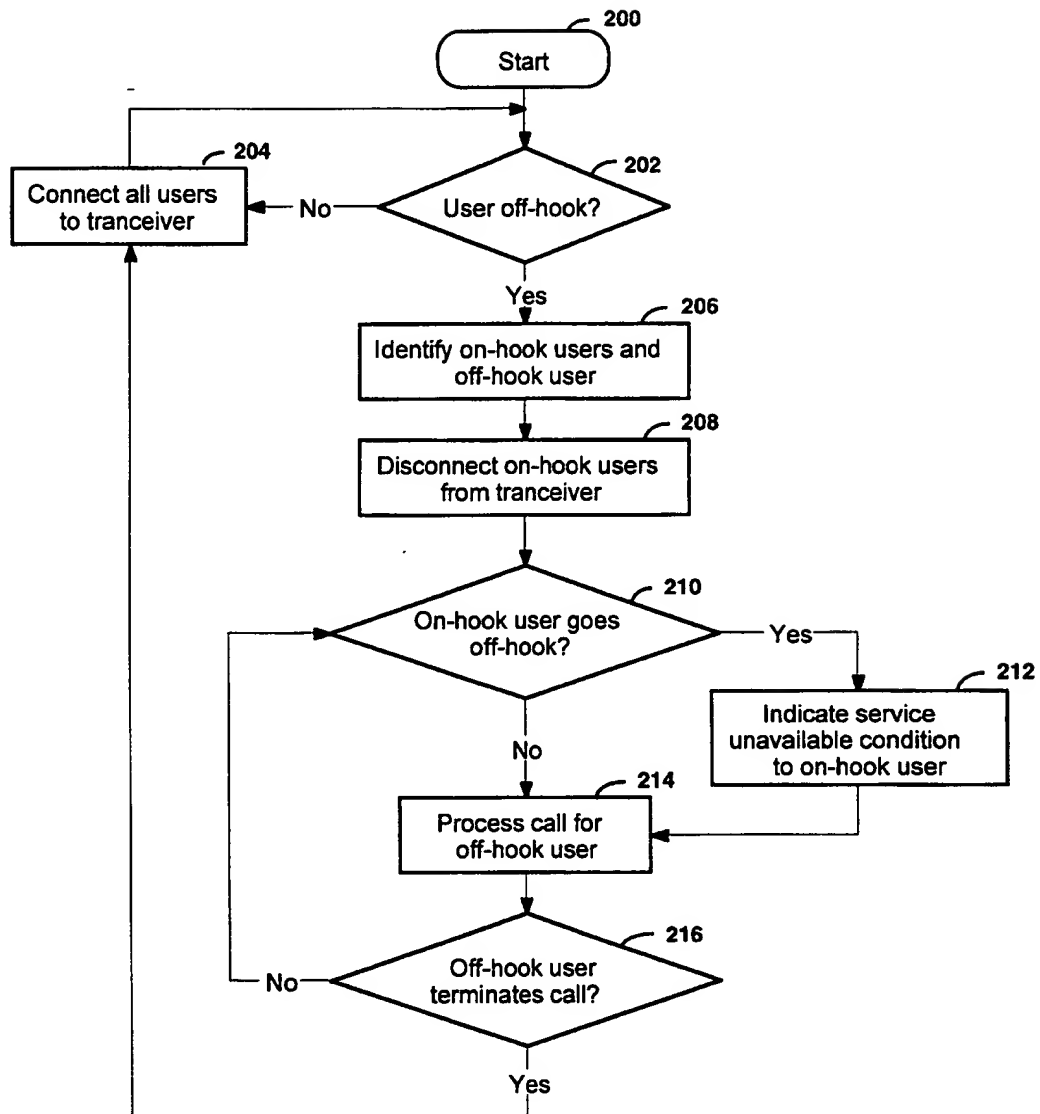 200
Start
204
Connect all users
to tranceiver
No
202
User off-hook?
Yes
206
Identify on-hook users and
off-hook user
208
Disconnect on-hook users
from tranceiver
210
On-hook user goes
off-hook?
Yes
212
Indicate service
unavailable condition
to on-hook user
No
214
Process call for
off-hook user
216
Off-hook user
terminates call?
No
Yes